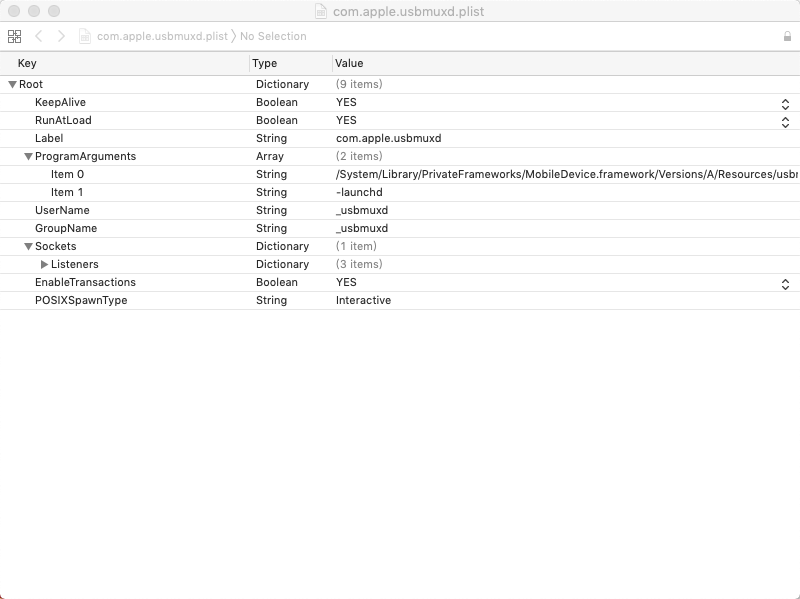 com.apple.usbmuxd.plist
com.apple.usbmuxd.plist No Selection
Key Type Value
Root Dictionary (9 items)
KeepAlive Boolean YES
RunAtLoad Boolean YES
Label String com.apple.usbmuxd
ProgramArguments Array (2 items)
Item 0 String /System/Library/PrivateFrameworks/MobileDevice.framework/Versions/A/Resources/usbr
Item 1 String -launchd
UserName String _usbmuxd
GroupName String _usbmuxd
Sockets Dictionary (1 item)
Listeners Dictionary (3 items)
EnableTransactions Boolean YES
POSIXSpawnType String Interactive